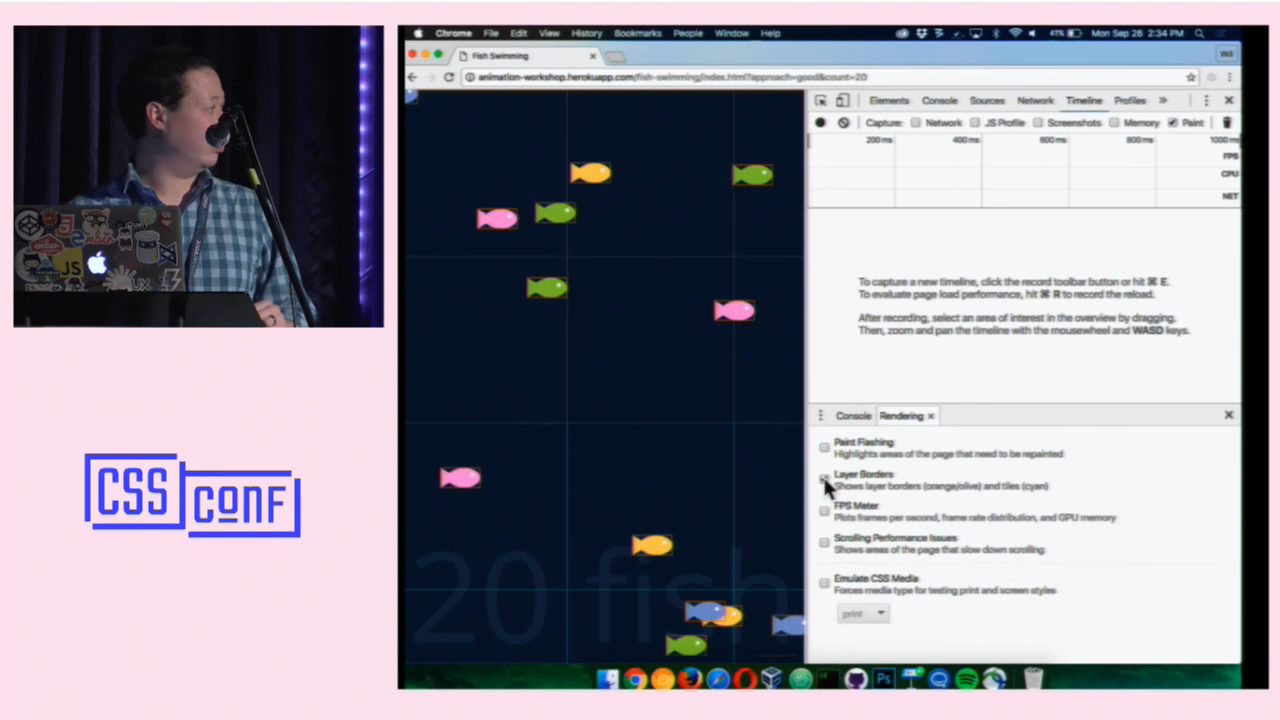 Chrome File Edit View History Bookmarks People Window Help
41% Mon Sep 26 2:34 PM
Fish Swimming
Will
animation-workshop.herokuapp.com/fish-swimming/index.html?approach=good&count=20
Elements Console Sources Network Timeline Profiles »
Capture: Network JS Profile Screenshots Memory Paint
200 ms 400 ms 600 ms 800 ms 1000 ms
FPS
CPU
NET
To capture a new timeline, click the record toolbar button or hit ⌘ E.
To evaluate page load performance, hit ⌘ R to record the reload.
After recording, select an area of interest in the overview by dragging.
Then, zoom and pan the timeline with the mousewheel and WASD keys.
Console Rendering
Paint Flashing
Highlights areas of the page that need to be repainted
Layer Borders
Shows layer borders (orange/olive) and tiles (cyan)
FPS Meter
Plots frames per second, frame rate distribution, and GPU memory
Scrolling Performance Issues
Shows areas of the page that slow down scrolling
Emulate CSS Media
Forces media type for testing print and screen styles
print
20 fish
Ps
JS
UX
CSS
conf